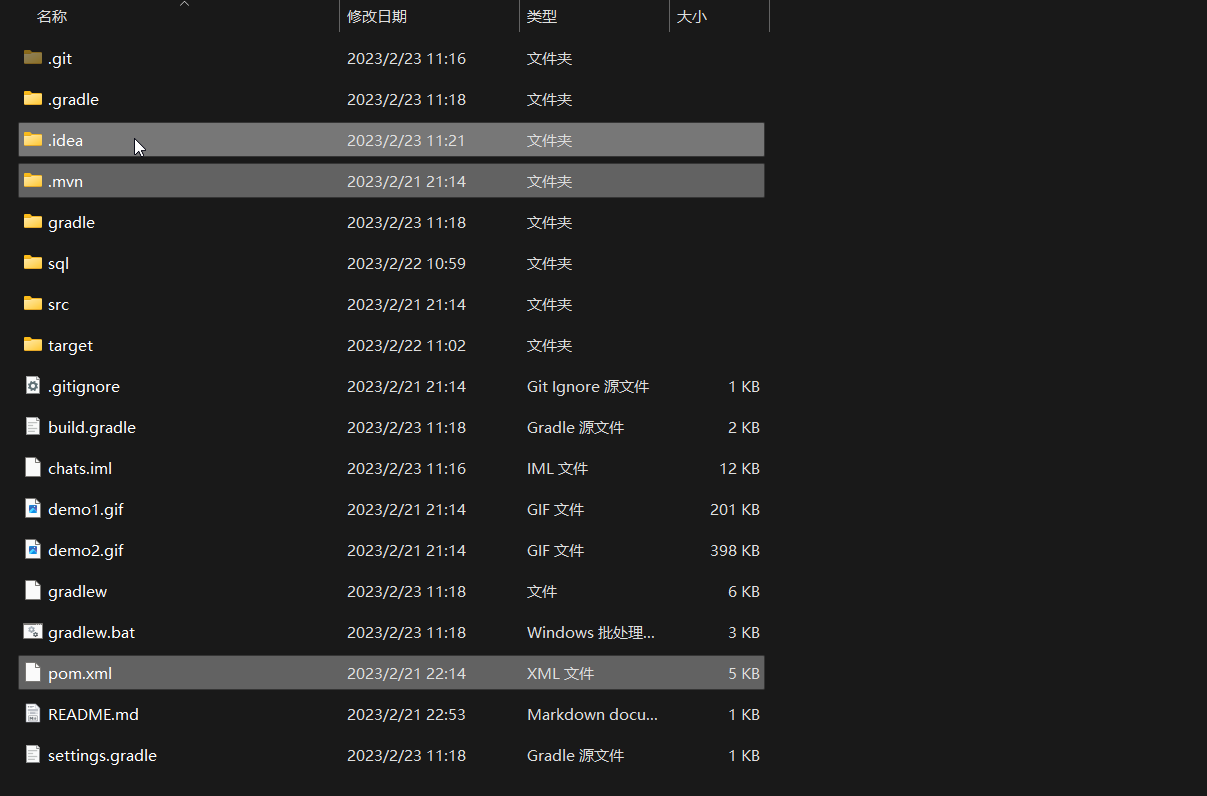 名称 修改日期 类型 大小
.git 2023/2/23 11:16 文件夹
.gradle 2023/2/23 11:18 文件夹
.idea 2023/2/23 11:21 文件夹
.mvn 2023/2/21 21:14 文件夹
gradle 2023/2/23 11:18 文件夹
sql 2023/2/22 10:59 文件夹
src 2023/2/21 21:14 文件夹
target 2023/2/22 11:02 文件夹
.gitignore 2023/2/21 21:14 Git Ignore 源文件 1 KB
build.gradle 2023/2/23 11:18 Gradle 源文件 2 KB
chats.iml 2023/2/23 11:16 IML 文件 12 KB
demo1.gif 2023/2/21 21:14 GIF 文件 201 KB
demo2.gif 2023/2/21 21:14 GIF 文件 398 KB
gradlew 2023/2/23 11:18 文件 6 KB
gradlew.bat 2023/2/23 11:18 Windows 批处理... 3 KB
pom.xml 2023/2/21 22:14 XML 文件 5 KB
README.md 2023/2/21 22:53 Markdown docu... 1 KB
settings.gradle 2023/2/23 11:18 Gradle 源文件 1 KB